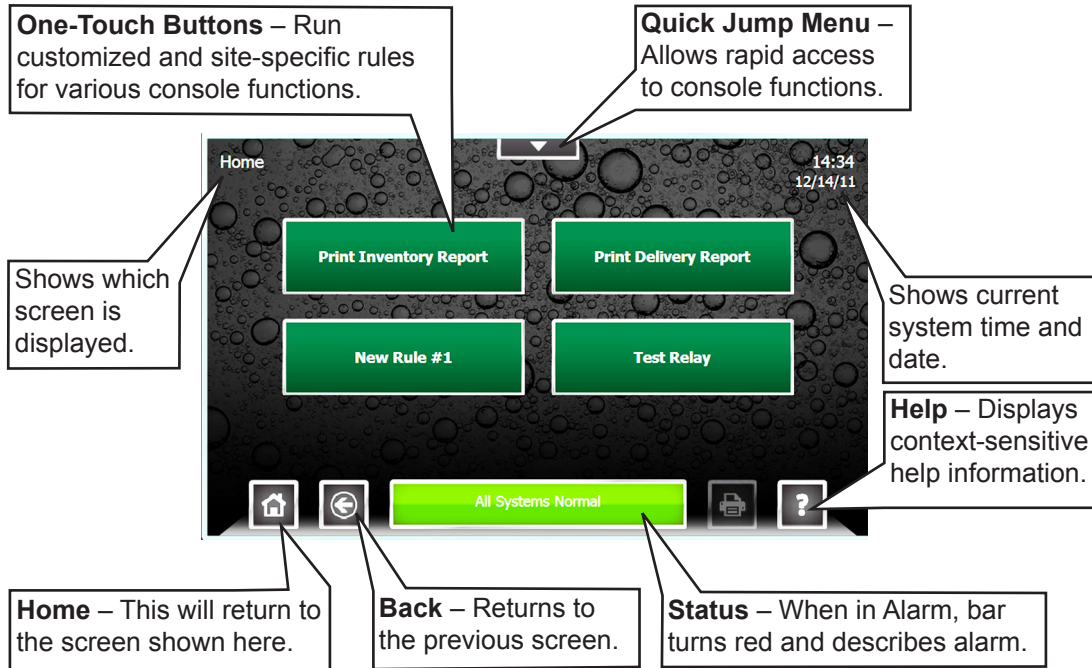 One-Touch Buttons – Run
customized and site-specific rules
for various console functions.
Quick Jump Menu –
Allows rapid access
to console functions.
Home
14:34
12/14/11
Print Inventory Report
Print Delivery Report
Shows which
screen is
displayed.
Shows current
system time and
date.
New Rule #1
Test Relay
Help – Displays
context-sensitive
help information.
All Systems Normal
?
Home – This will return to
the screen shown here.
Back – Returns to
the previous screen.
Status – When in Alarm, bar
turns red and describes alarm.